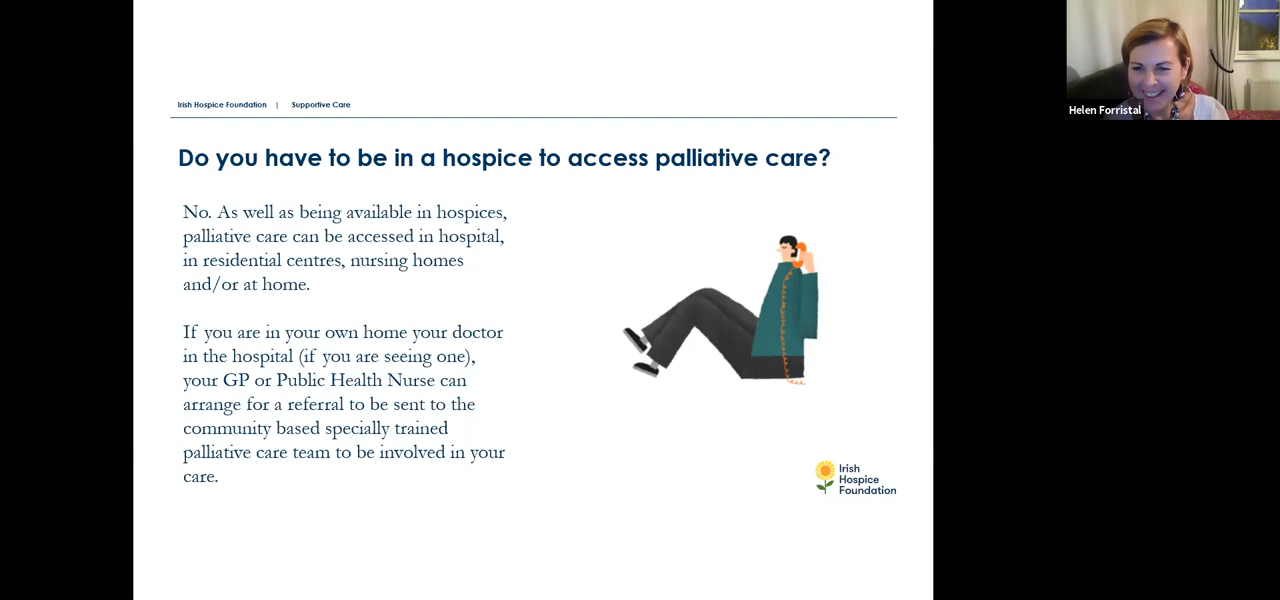 Irish Hospice Foundation | Supportive Care
Do you have to be in a hospice to access palliative care?
No. As well as being available in hospices,
palliative care can be accessed in hospital,
in residential centres, nursing homes
and/or at home.
If you are in your own home your doctor
in the hospital (if you are seeing one),
your GP or Public Health Nurse can
arrange for a referral to be sent to the
community based specially trained
palliative care team to be involved in your
care.
Irish
Hospice
Foundation
Helen Forristal